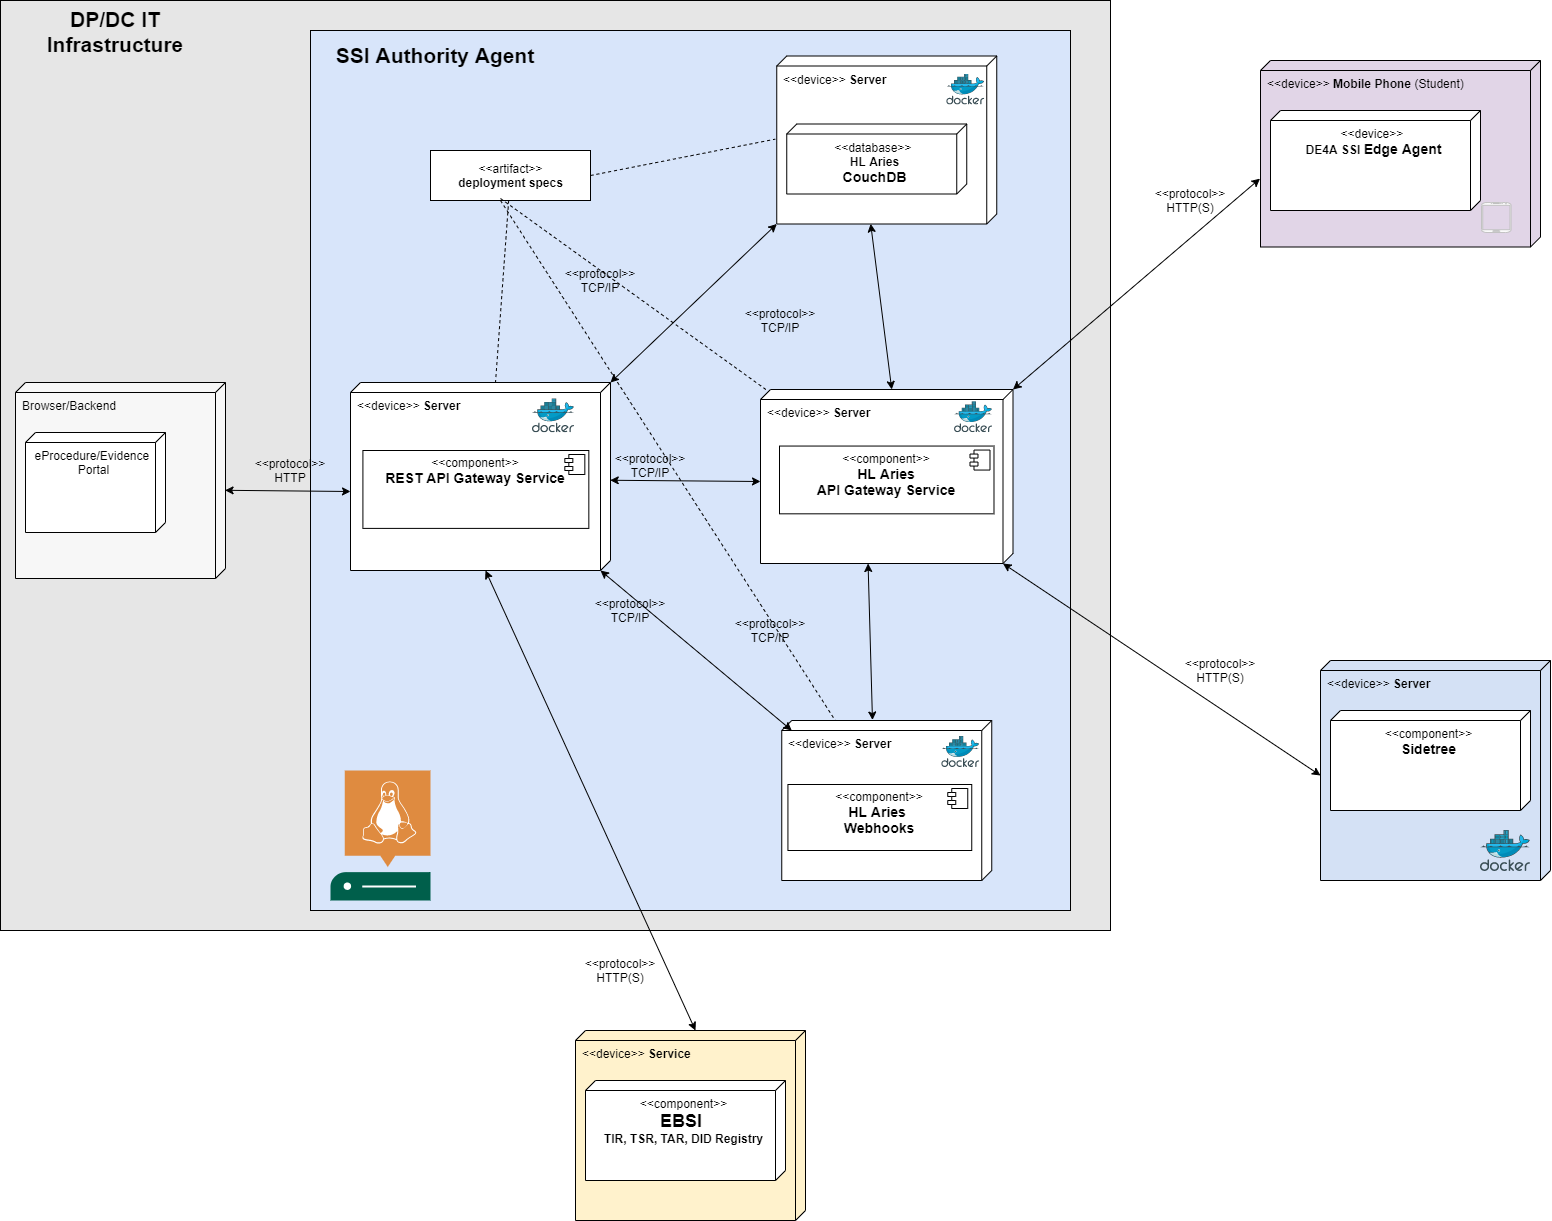 DP/DC IT
Infrastructure
SSI Authority Agent
<<device>> Server
docker
<<database>>
HL Aries
CouchDB
<<artifact>>
deployment specs
<<device>> Mobile Phone (Student)
<<device>>
DE4A SSI Edge Agent
<<protocol>>
HTTP(S)
<<protocol>>
TCP/IP
<<protocol>>
TCP/IP
Browser/Backend
eProcedure/Evidence
Portal
<<protocol>>
HTTP
<<device>> Server
docker
<<component>>
REST API Gateway Service
<<protocol>>
TCP/IP
<<device>> Server
docker
<<component>>
HL Aries
API Gateway Service
<<protocol>>
TCP/IP
<<protocol>>
TCP/IP
<<protocol>>
HTTP(S)
<<device>> Server
<<component>>
Sidetree
docker
<<device>> Server
docker
<<component>>
HL Aries
Webhooks
<<protocol>>
HTTP(S)
<<device>> Service
<<component>>
EBSI
TIR, TSR, TAR, DID Registry